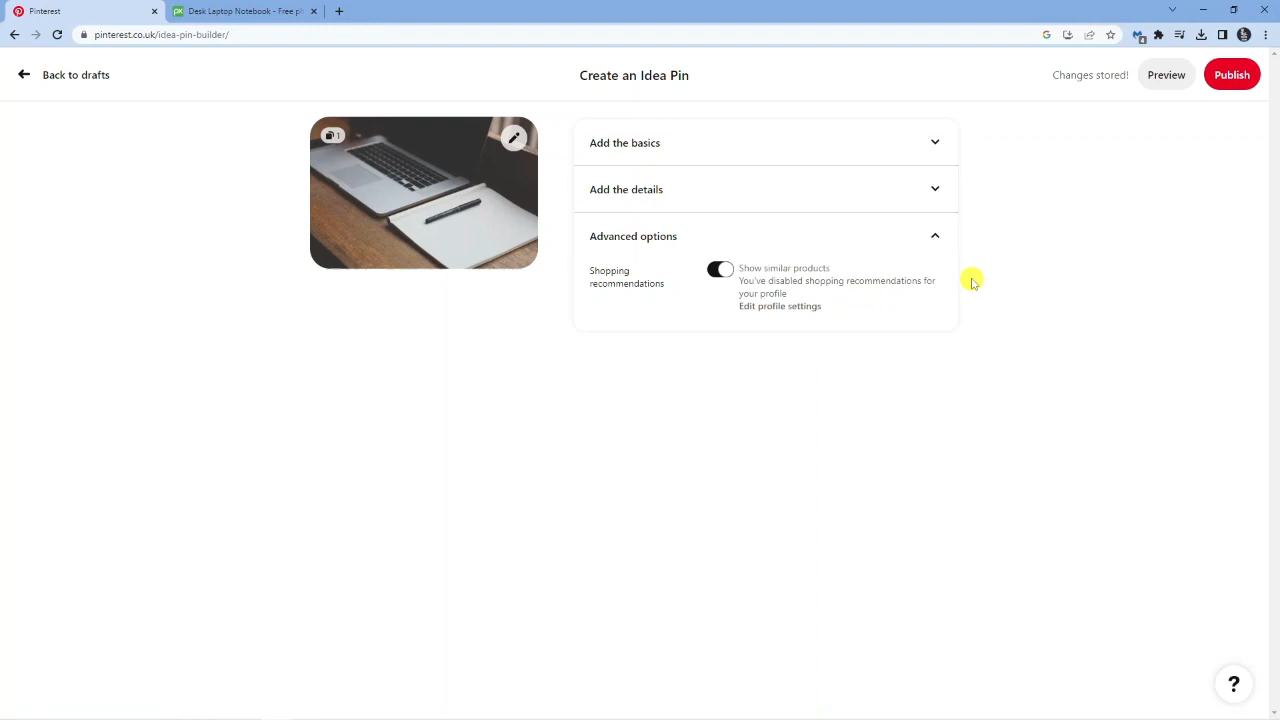 Pinterest
Desk Laptop Notebook - Free ph
pinterest.co.uk/idea-pin-builder/
Back to drafts
Create an Idea Pin
Changes stored!
Preview
Publish
1
Add the basics
Add the details
Advanced options
Shopping
recommendations
Show similar products
You've disabled shopping recommendations for
your profile
Edit profile settings
?